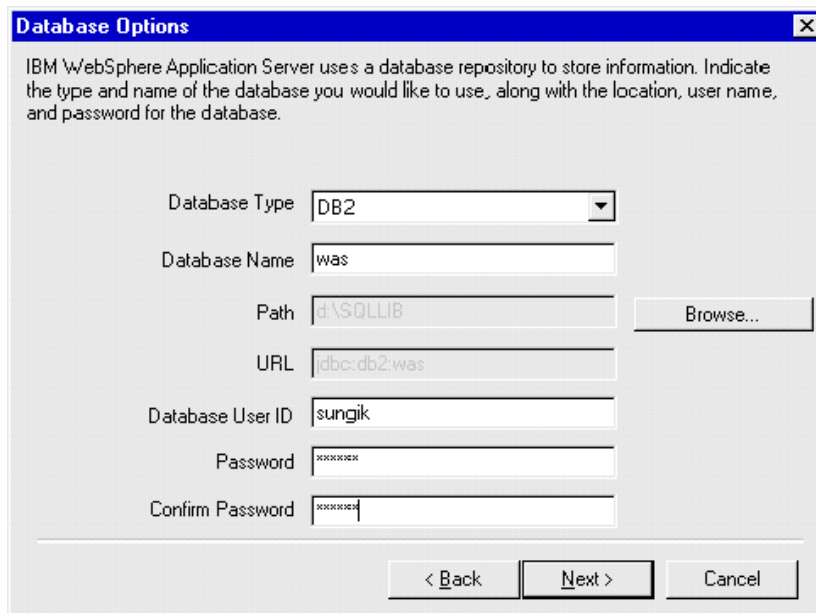 Database Options
IBM WebSphere Application Server uses a database repository to store information. Indicate
the type and name of the database you would like to use, along with the location, user name,
and password for the database.
Database Type DB2
Database Name was
Path d:\SQLLIB Browse...
URL jdbc:db2:was
Database User ID sungik
Password ******
Confirm Password ******
< Back Next > Cancel